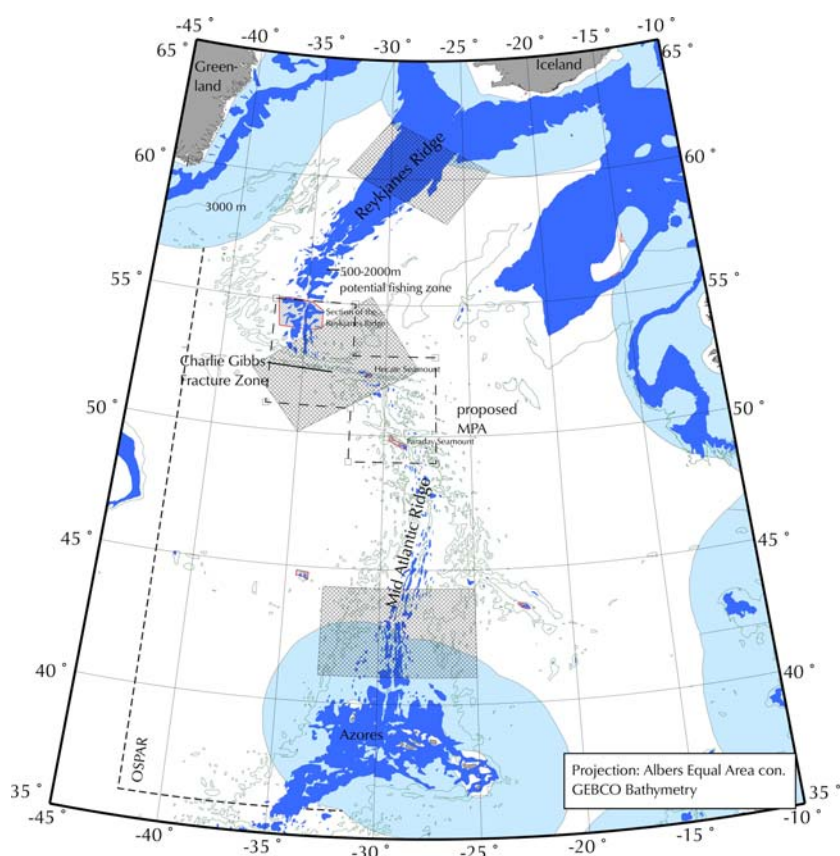 -45 °
-40 °
-35 °
-30 °
-25 °
-20 °
-15 °
-10 °
65 °
65 °
Green-
land
Iceland
60 °
60 °
Reykjanes Ridge
3000 m
55 °
55 °
500-2000m
potential fishing zone
Section of the
Reykjanes Ridge
Charlie Gibbs
Fracture Zone
Hecate Seamount
50 °
50 °
proposed
MPA
Faraday Seamount
Mid Atlantic Ridge
45 °
45 °
40 °
40 °
Azores
OSPAR
Projection: Albers Equal Area con.
GEBCO Bathymetry
35 °
35 °
-45 °
-40 °
-35 °
-30 °
-25 °
-20 °
-15 °
-10 °